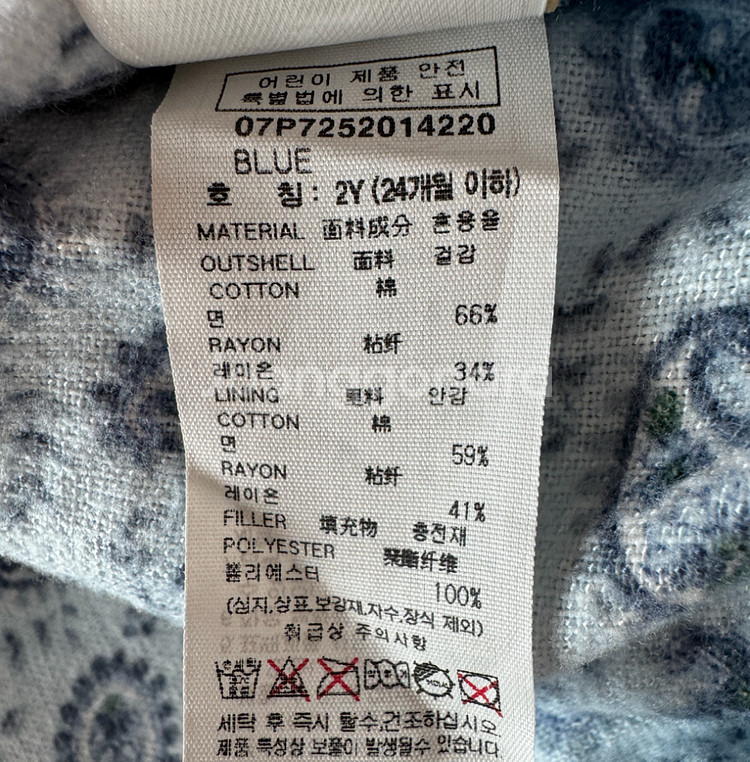 어린이 제품 안전
특별법에 의한 표시
07P7252014220
BLUE
호 칭 : 2Y (24개월 이하)
MATERIAL 面料成分 혼용율
OUTSHELL 面料 겉감
COTTON 棉
면 66%
RAYON 粘纤
레이온 34%
LINING 里料 안감
COTTON 棉
면 59%
RAYON 粘纤
레이온 41%
FILLER 填充物 충전재
POLYESTER 聚酯纤维
폴리에스터 100%
(심지,상표,보강재,자수,장식 제외)
취급상 주의사항
손세탁
세탁 후 즉시 탈수,건조하십시오
제품 특성상 보풀이 발생될수 있습니다